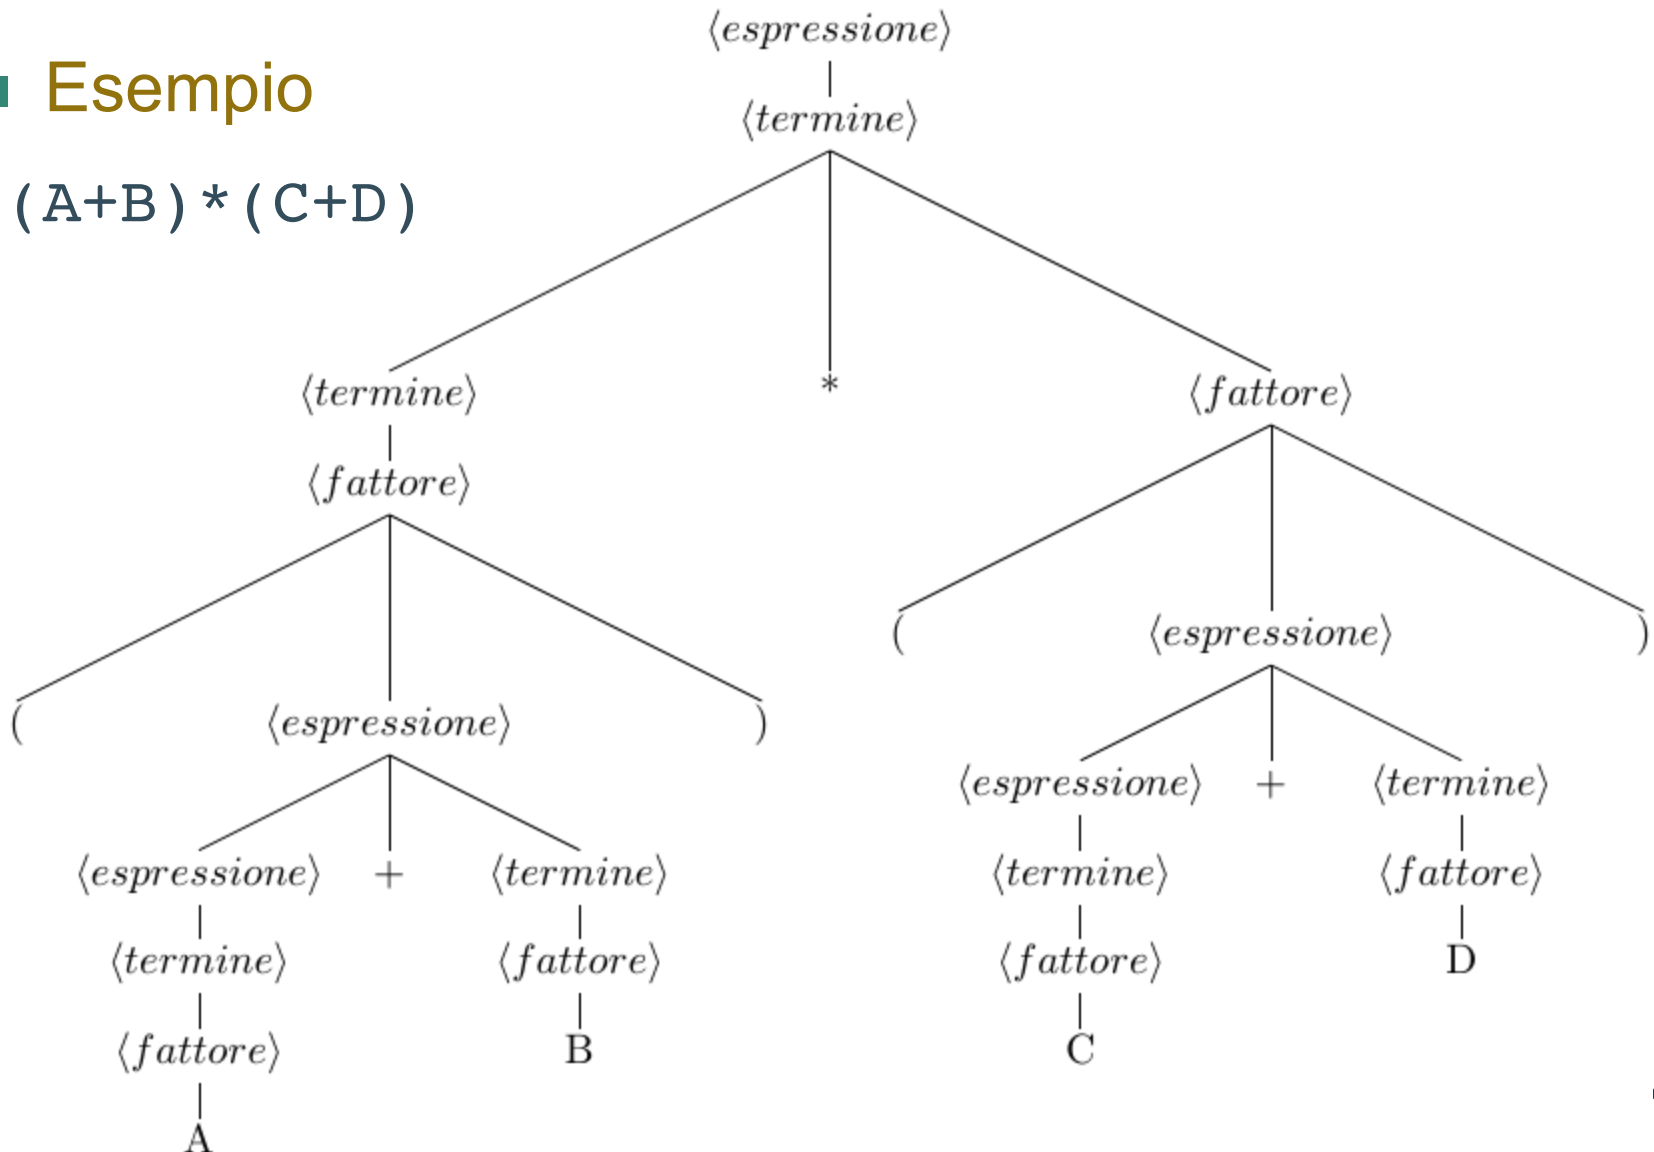 ⟨espressione⟩
Esempio
⟨termine⟩
(A+B)*(C+D)
⟨termine⟩ * ⟨fattore⟩
⟨fattore⟩
( ⟨espressione⟩ )
( ⟨espressione⟩ )
⟨espressione⟩ + ⟨termine⟩
⟨espressione⟩ + ⟨termine⟩ ⟨termine⟩ ⟨fattore⟩
⟨termine⟩ ⟨fattore⟩ ⟨fattore⟩ D
⟨fattore⟩ B C
A